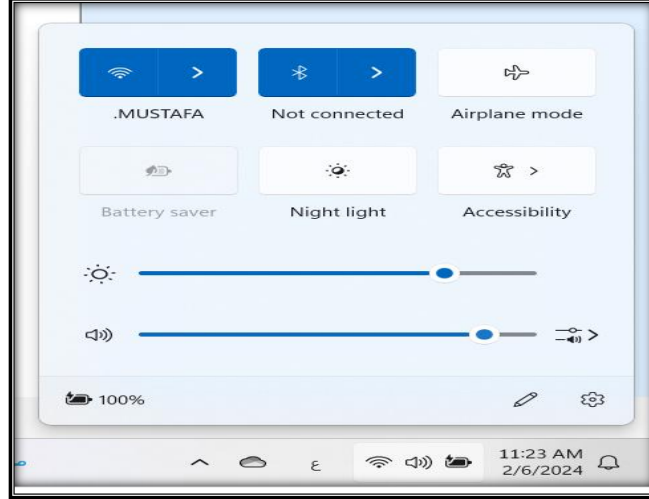 .MUSTAFA
Not connected
Airplane mode
Battery saver
Night light
Accessibility
100%
ع
11:23 AM
2/6/2024